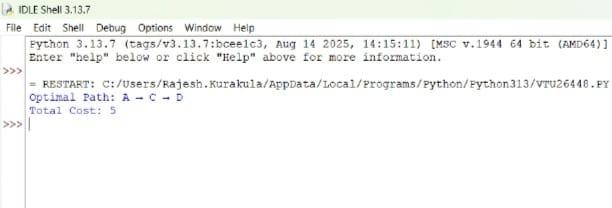 IDLE Shell 3.13.7
File Edit Shell Debug Options Window Help
Python 3.13.7 (tags/v3.13.7:bcee1c3, Aug 14 2025, 14:15:11) [MSC v.1944 64 bit (AMD64)]
Enter "help" below or click "Help" above for more information.
>>>
= RESTART: C:/Users/Rajesh.Kurakula/AppData/Local/Programs/Python/Python313/VTU26448.PY
Optimal Path: A → C → D
Total Cost: 5
>>>